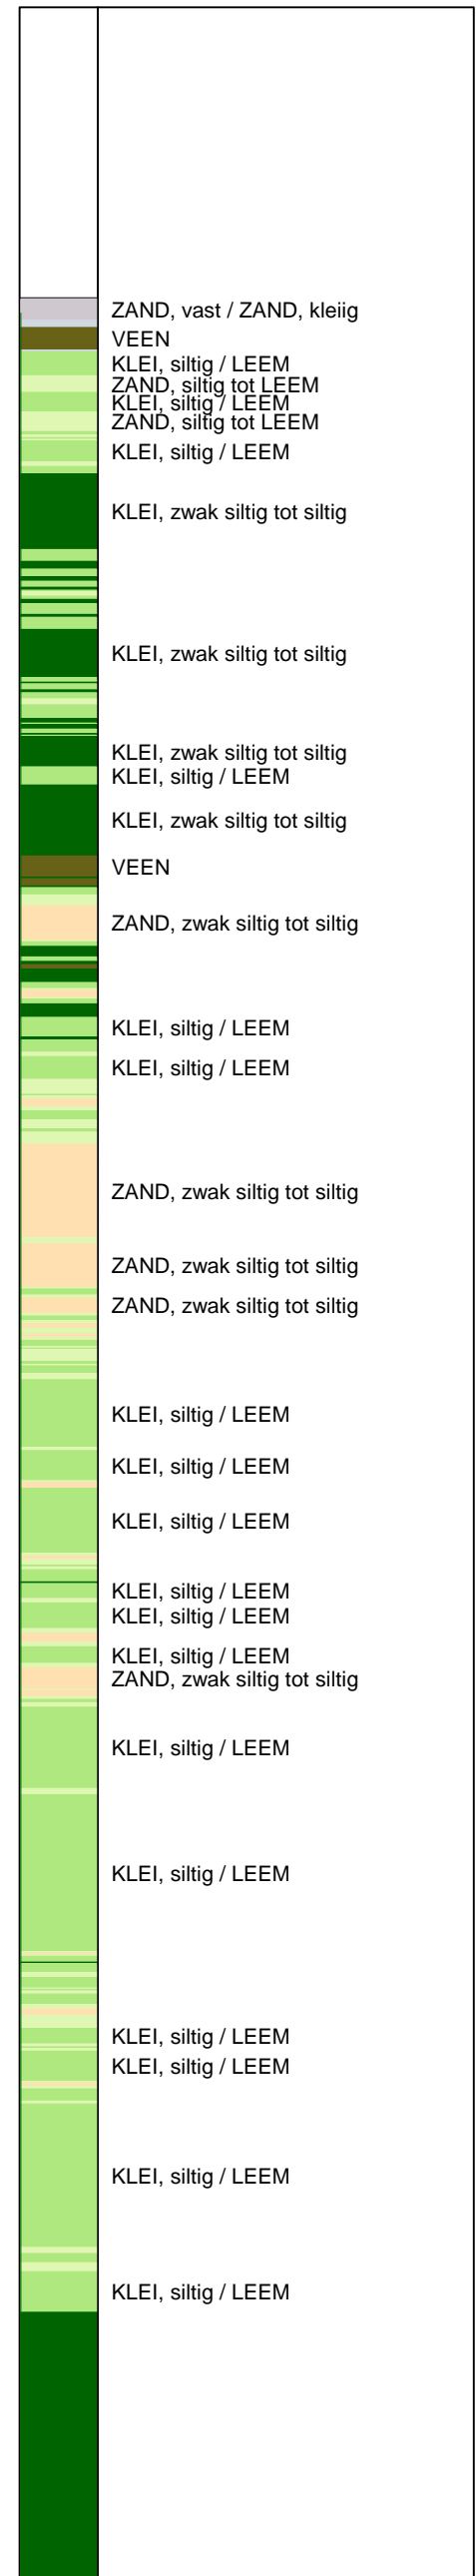 ZAND, vast / ZAND, kleiig
VEEN
KLEI, siltig / LEEM
ZAND, siltig tot LEEM
KLEI, siltig / LEEM
ZAND, siltig tot LEEM
KLEI, siltig / LEEM
KLEI, zwak siltig tot siltig
KLEI, zwak siltig tot siltig
KLEI, zwak siltig tot siltig
KLEI, siltig / LEEM
KLEI, zwak siltig tot siltig
VEEN
ZAND, zwak siltig tot siltig
KLEI, siltig / LEEM
KLEI, siltig / LEEM
ZAND, zwak siltig tot siltig
ZAND, zwak siltig tot siltig
ZAND, zwak siltig tot siltig
KLEI, siltig / LEEM
KLEI, siltig / LEEM
KLEI, siltig / LEEM
KLEI, siltig / LEEM
KLEI, siltig / LEEM
KLEI, siltig / LEEM
ZAND, zwak siltig tot siltig
KLEI, siltig / LEEM
KLEI, siltig / LEEM
KLEI, siltig / LEEM
KLEI, siltig / LEEM
KLEI, siltig / LEEM
KLEI, siltig / LEEM